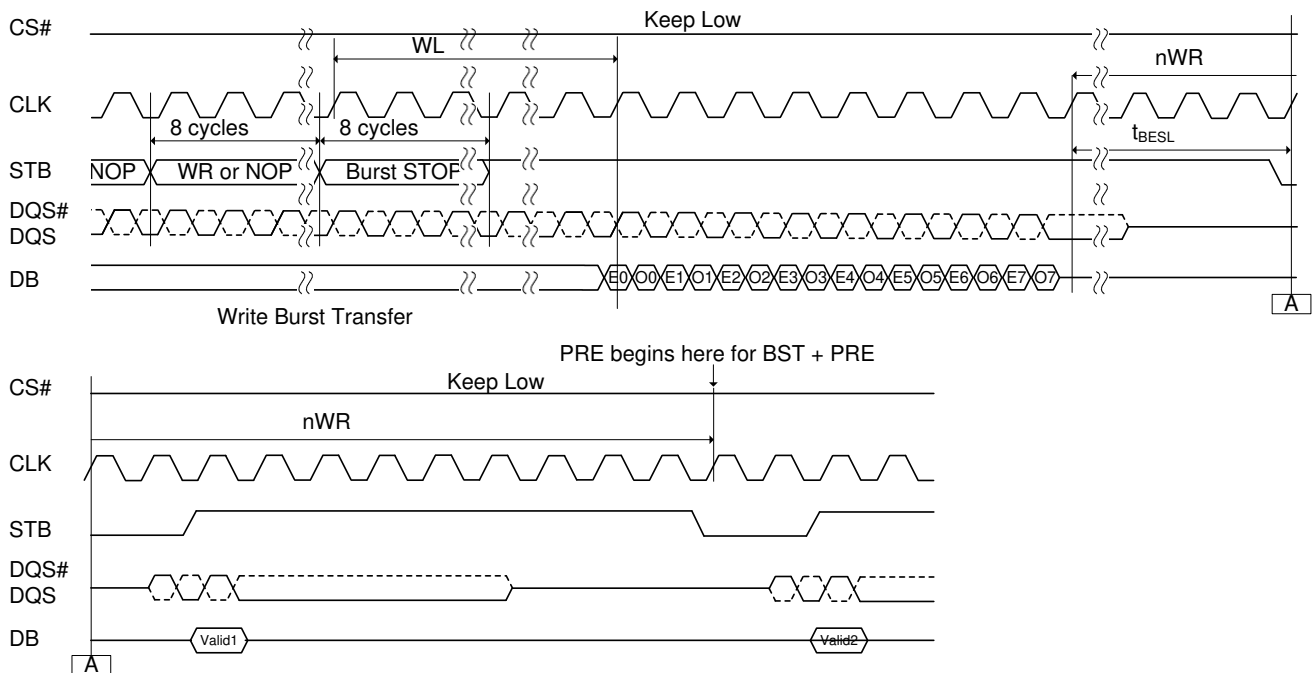 CS#
Keep Low
WL
nWR
CLK
8 cycles
8 cycles
tBESL
STB
NOP
WR or NOP
Burst STOP
DQS#
DQS
DB
E0 O0 E1 O1 E2 O2 E3 O3 E4 O4 E5 O5 E6 O6 E7 O7
A
Write Burst Transfer
PRE begins here for BST + PRE
CS#
Keep Low
nWR
CLK
STB
DQS#
DQS
DB
Valid1
Valid2
A